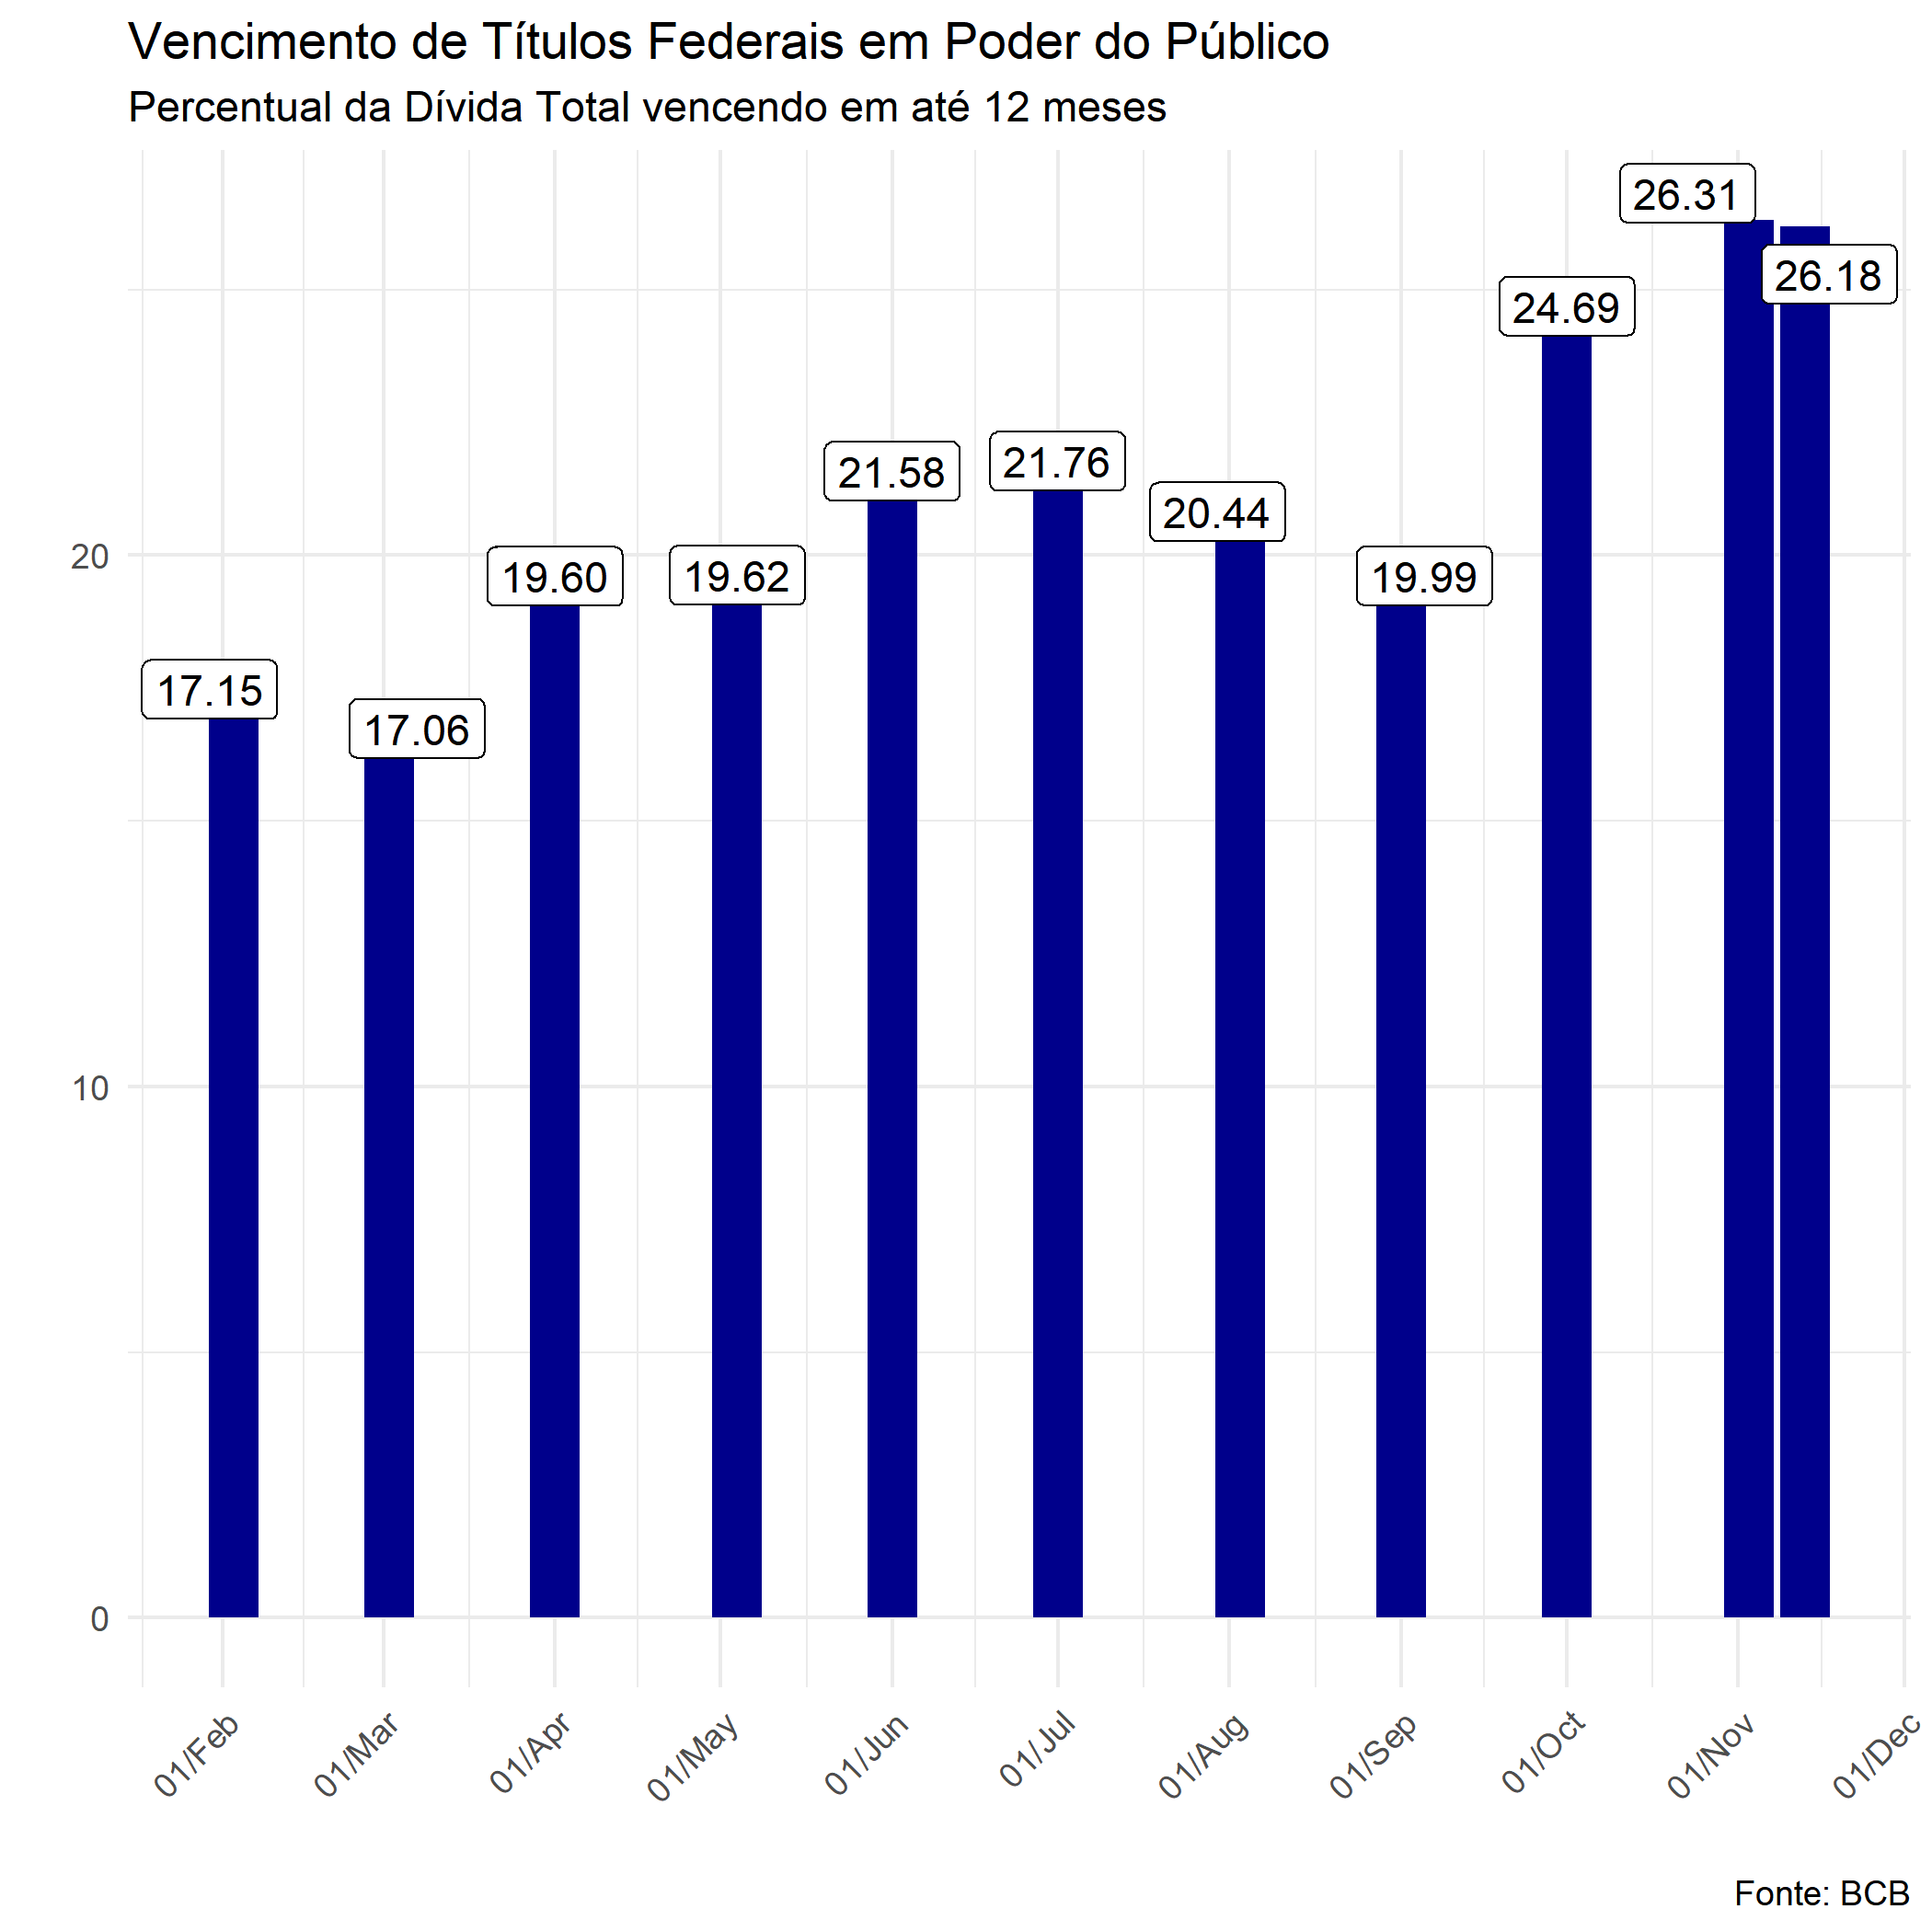 Vencimento de Títulos Federais em Poder do Público
Percentual da Dívida Total vencendo em até 12 meses
26.31
26.18
24.69
21.76
21.58
20.44
19.60
19.62
19.99
17.15
17.06
20
10
0
01/Feb
01/Mar
01/Apr
01/May
01/Jun
01/Jul
01/Aug
01/Sep
01/Oct
01/Nov
01/Dec
Fonte: BCB